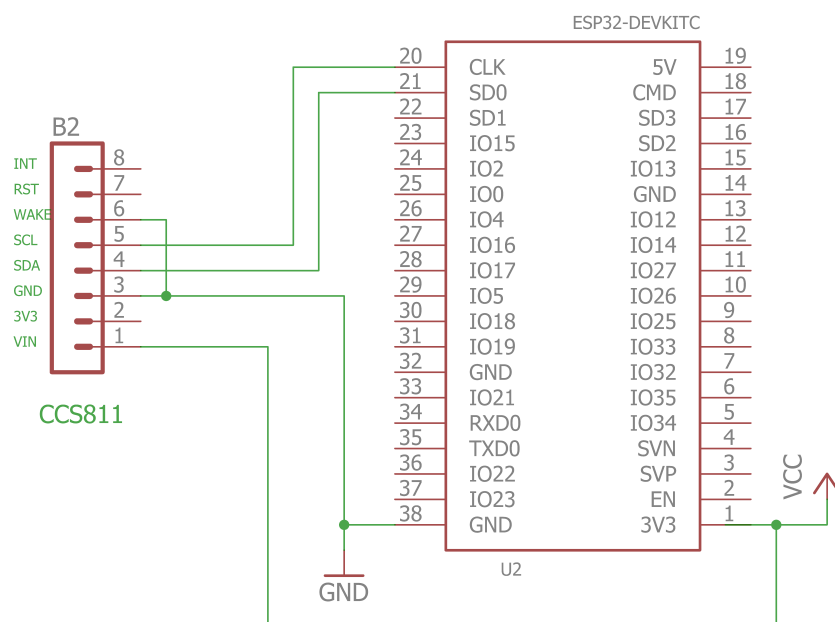 ESP32-DEVKITC
B2
INT 8
RST 7
WAKE 6
SCL 5
SDA 4
GND 3
3V3 2
VIN 1
CCS811
20 CLK 5V 19
21 SD0 CMD 18
22 SD1 SD3 17
23 IO15 SD2 16
24 IO2 IO13 15
25 IO0 GND 14
26 IO4 IO12 13
27 IO16 IO14 12
28 IO17 IO27 11
29 IO5 IO26 10
30 IO18 IO25 9
31 IO19 IO33 8
32 GND IO32 7
33 IO21 IO35 6
34 RXD0 IO34 5
35 TXD0 SVN 4
36 IO22 SVP 3
37 IO23 EN 2
38 GND 3V3 1
VCC
U2
GND